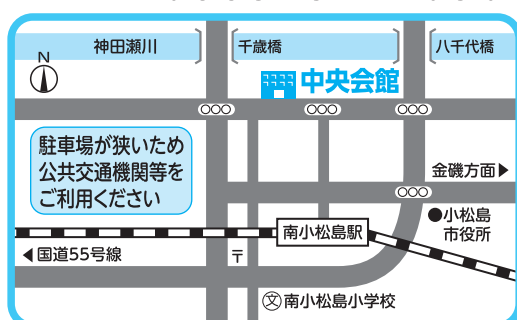 神田瀬川
千歳橋
八千代橋
N
中央会館
駐車場が狭いため
公共交通機関等を
ご利用ください
金磯方面▶
●小松島
市役所
南小松島駅
◀国道55号線
〒
文 南小松島小学校